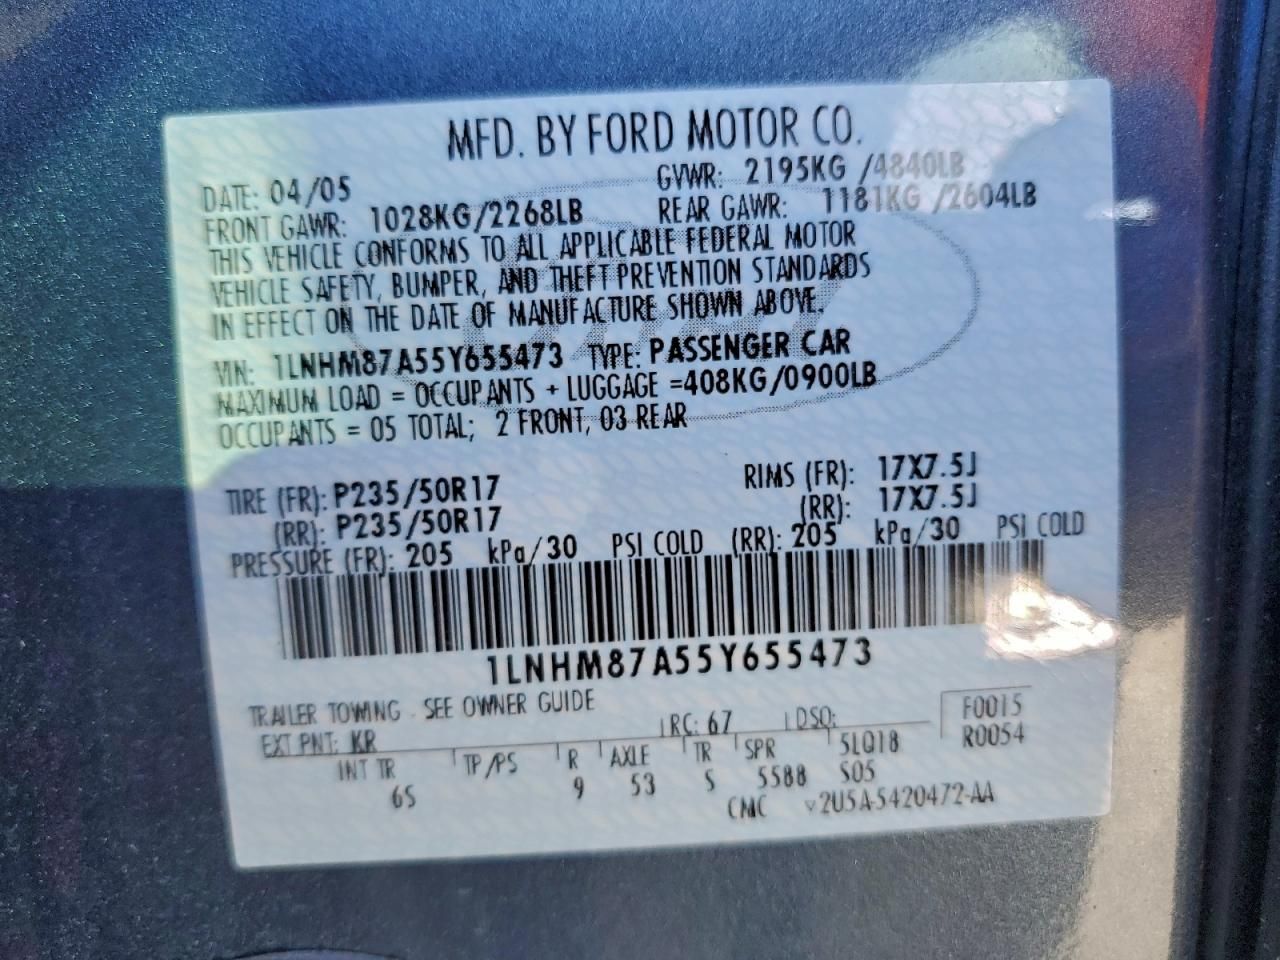 MFD. BY FORD MOTOR CO.
DATE: 04/05 GVWR: 2195KG /4840LB
FRONT GAWR: 1028KG/2268LB REAR GAWR: 1181KG /2604LB
THIS VEHICLE CONFORMS TO ALL APPLICABLE FEDERAL MOTOR
VEHICLE SAFETY, BUMPER, AND THEFT PREVENTION STANDARDS
IN EFFECT ON THE DATE OF MANUFACTURE SHOWN ABOVE.
VIN: 1LNHM87A55Y655473 TYPE: PASSENGER CAR
MAXIMUM LOAD = OCCUPANTS + LUGGAGE =408KG/0900LB
OCCUPANTS = 05 TOTAL; 2 FRONT, 03 REAR
TIRE (FR): P235/50R17 RIMS (FR): 17X7.5J
(RR): P235/50R17 (RR): 17X7.5J
PRESSURE (FR): 205 kPa/30 PSI COLD (RR): 205 kPa/30 PSI COLD
1LNHM87A55Y655473
TRAILER TOWING - SEE OWNER GUIDE
EXT PNT: KR RC: 67 DSO: F0015
INT TR TP/PS R AXLE TR SPR 5LQ18 R0054
6S 9 53 S 5588 S05
CMC v2U5A-5420472-AA